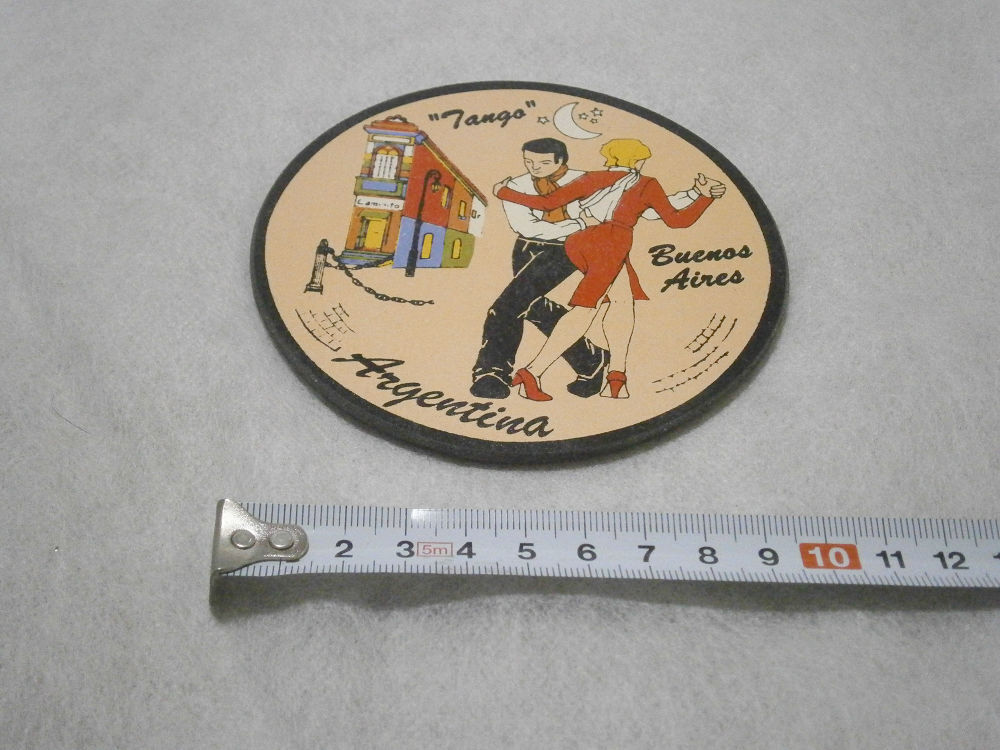 "Tango"
Caminito
Buenos
Aires
Argentina
2 3 5m 4 5 6 7 8 9 10 11 12